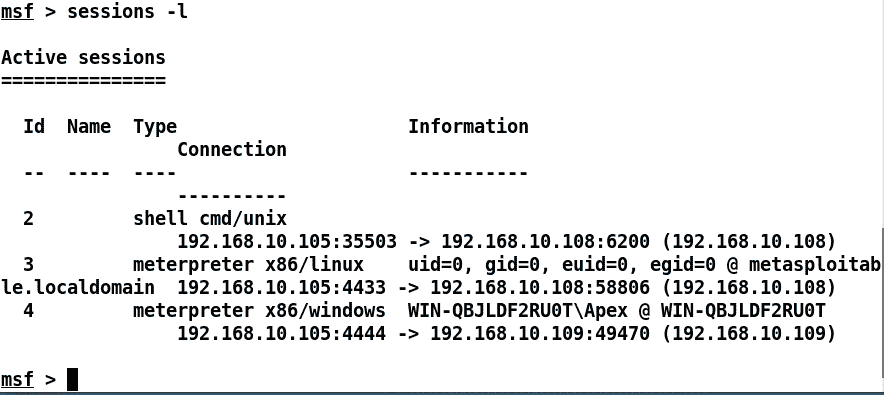 msf > sessions -l
Active sessions
===============
Id Name Type Information
Connection
-- ---- ---- -----------
----------
2 shell cmd/unix
192.168.10.105:35503 -> 192.168.10.108:6200 (192.168.10.108)
3 meterpreter x86/linux uid=0, gid=0, euid=0, egid=0 @ metasploitab
le.localdomain 192.168.10.105:4433 -> 192.168.10.108:58806 (192.168.10.108)
4 meterpreter x86/windows WIN-QBJLDF2RU0T\Apex @ WIN-QBJLDF2RU0T
192.168.10.105:4444 -> 192.168.10.109:49470 (192.168.10.109)
msf >